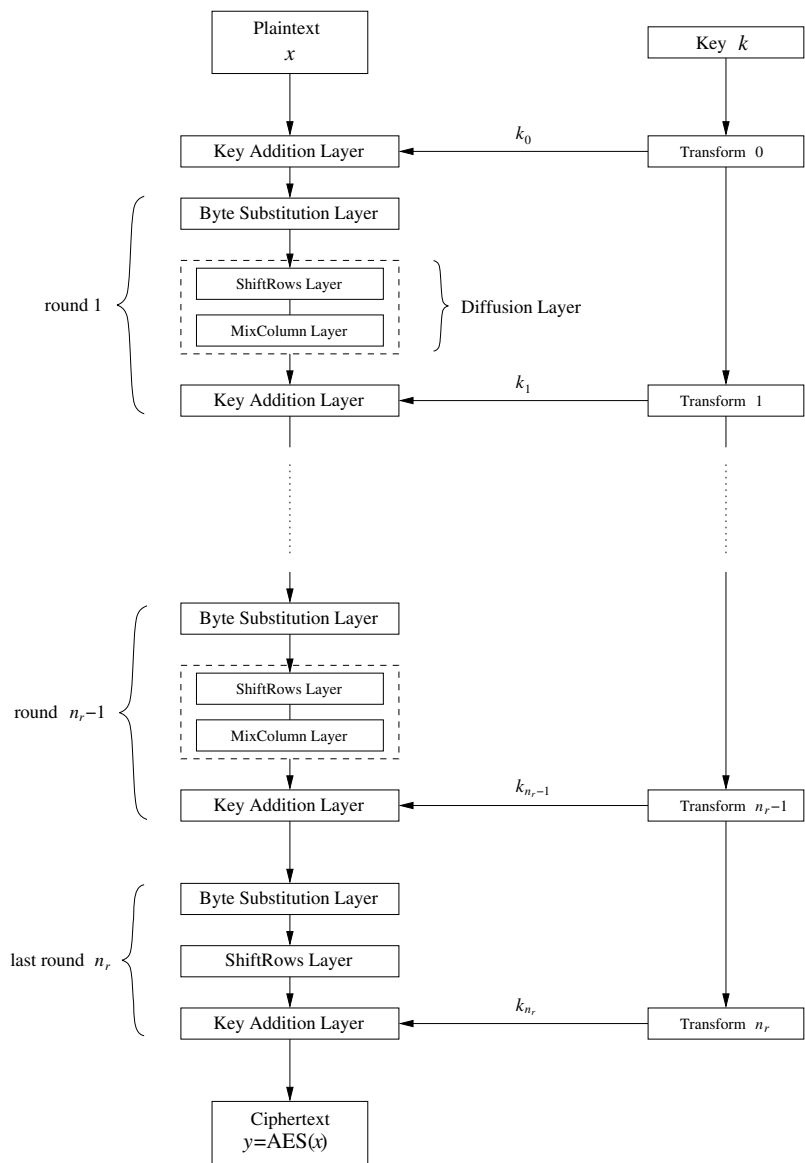 Plaintext
x
Key k
Key Addition Layer
k₀
Transform 0
Byte Substitution Layer
ShiftRows Layer
round 1
Diffusion Layer
MixColumn Layer
Key Addition Layer
k₁
Transform 1
Byte Substitution Layer
ShiftRows Layer
round nᵣ−1
MixColumn Layer
Key Addition Layer
kₙᵣ₋₁
Transform nᵣ−1
Byte Substitution Layer
last round nᵣ
ShiftRows Layer
Key Addition Layer
kₙᵣ
Transform nᵣ
Ciphertext
y=AES(x)